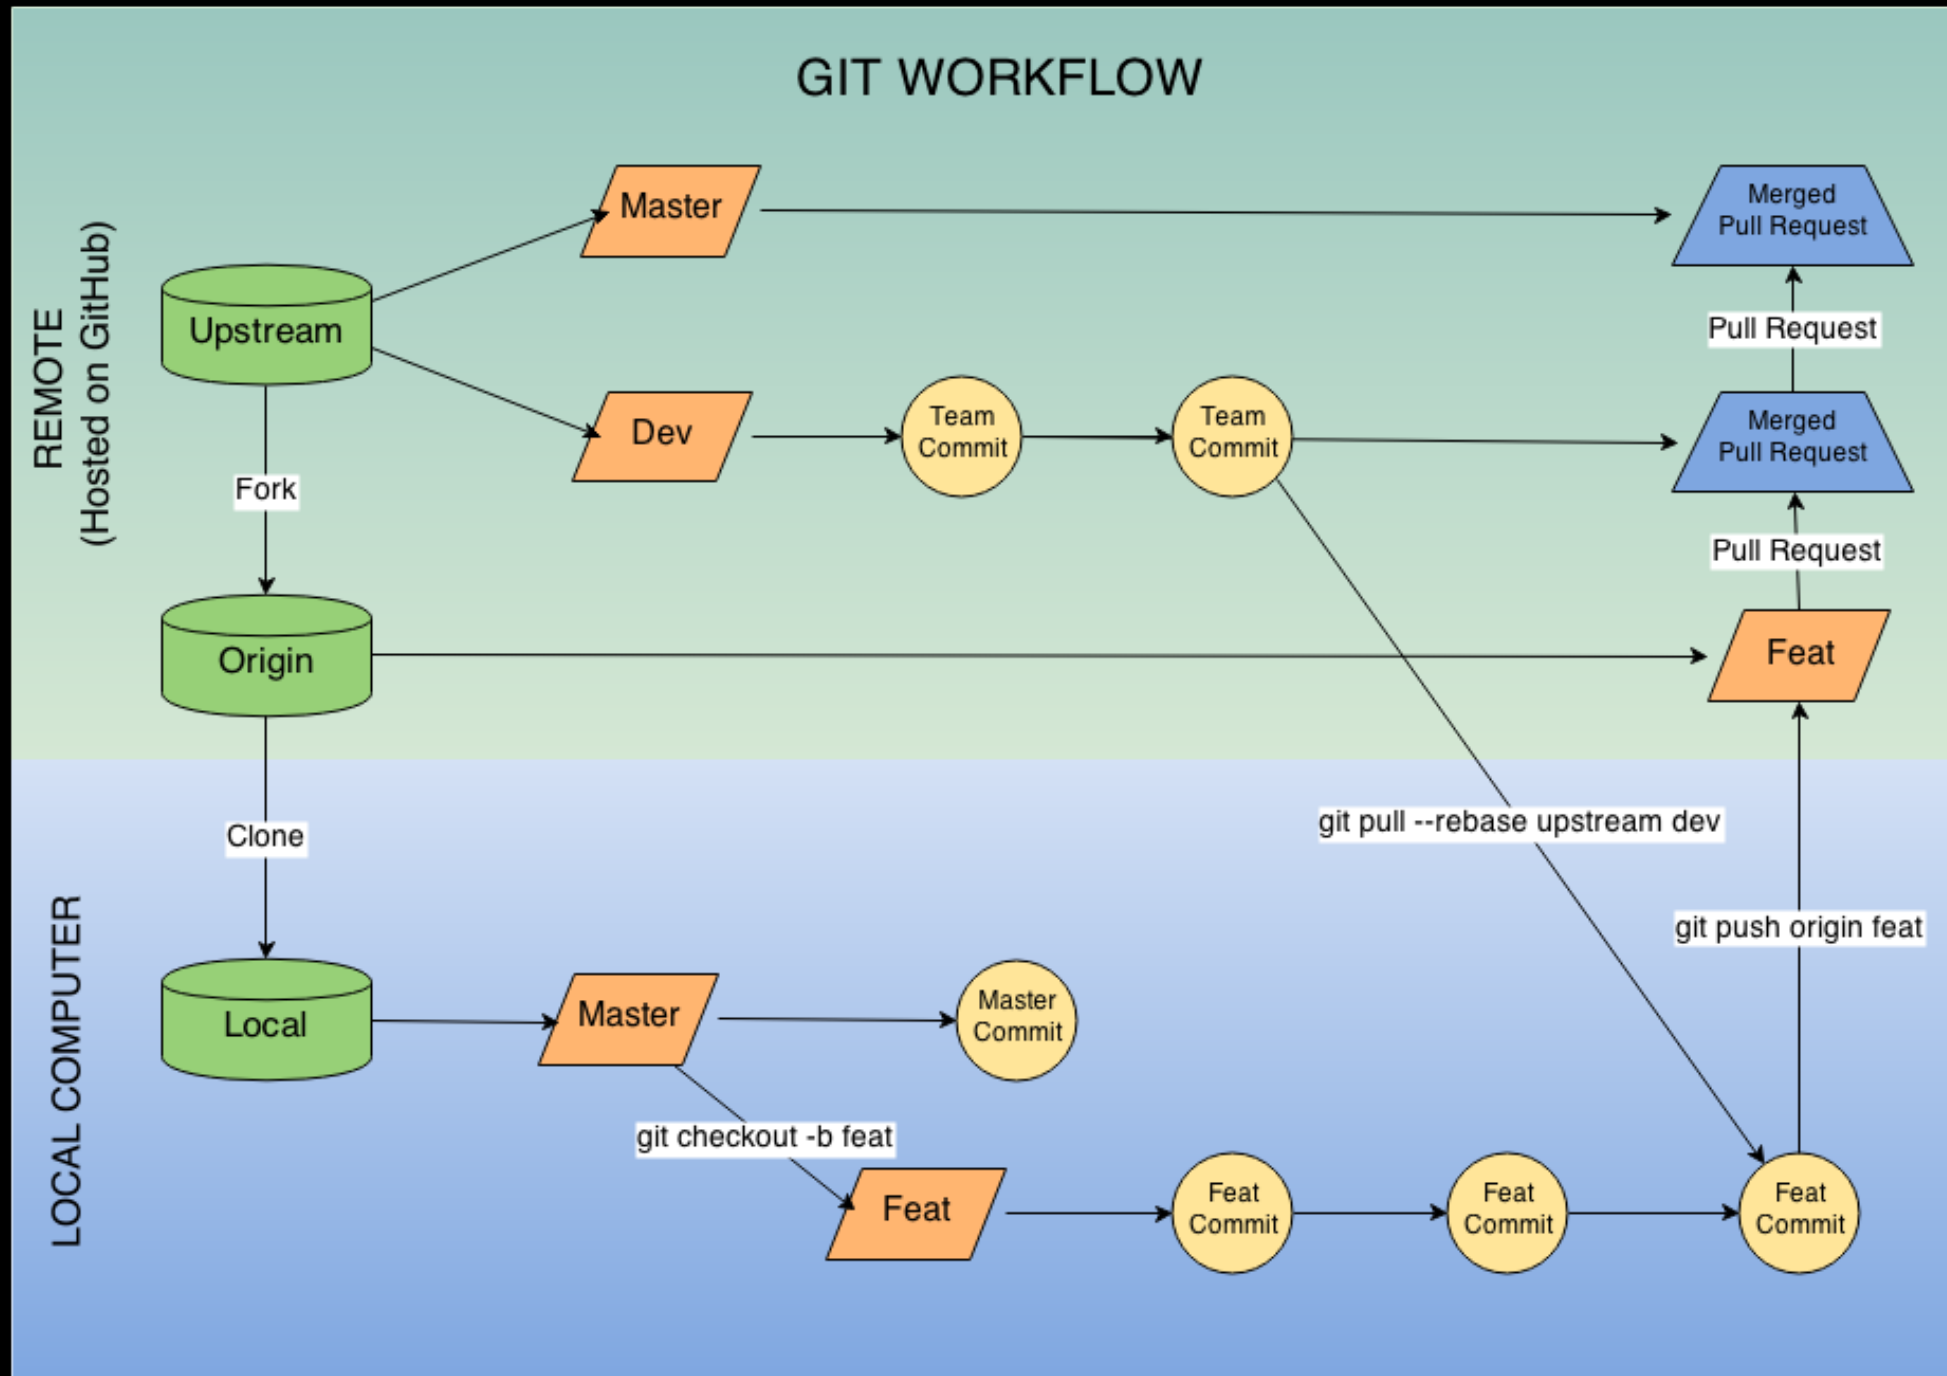 GIT WORKFLOW
REMOTE
(Hosted on GitHub)
Master
Merged
Pull Request
Upstream
Pull Request
Dev
Team
Commit
Team
Commit
Merged
Pull Request
Fork
Pull Request
Origin
Feat
LOCAL COMPUTER
Clone
git pull --rebase upstream dev
git push origin feat
Local
Master
Master
Commit
git checkout -b feat
Feat
Feat
Commit
Feat
Commit
Feat
Commit